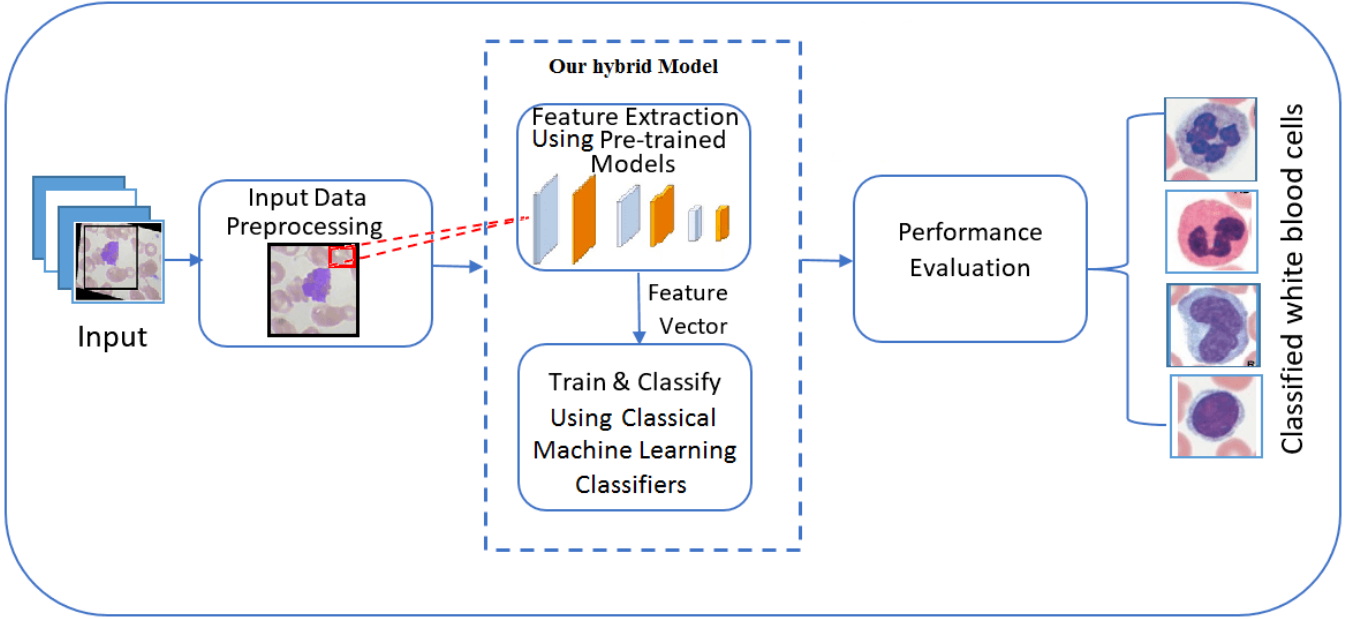 Our hybrid Model
Input
Input Data
Preprocessing
Feature Extraction
Using Pre-trained
Models
Feature
Vector
Train & Classify
Using Classical
Machine Learning
Classifiers
Performance
Evaluation
Classified white blood cells